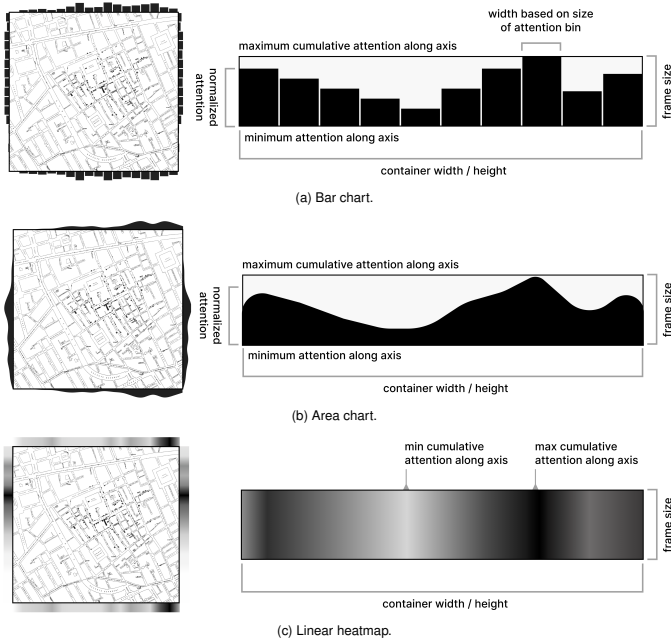 width based on size
of attention bin
maximum cumulative attention along axis
normalized
attention
frame size
minimum attention along axis
container width / height
(a) Bar chart.
maximum cumulative attention along axis
normalized
attention
frame size
minimum attention along axis
container width / height
(b) Area chart.
min cumulative
attention along axis
max cumulative
attention along axis
frame size
container width / height
(c) Linear heatmap.